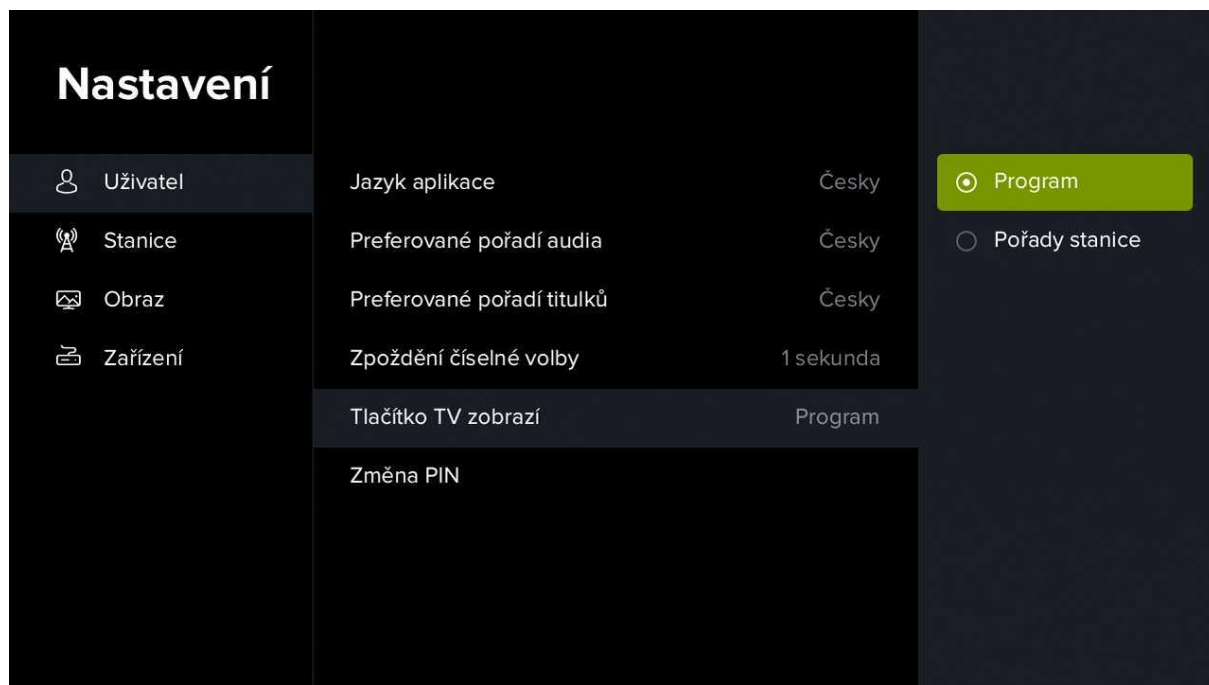 Nastavení
Uživatel
Stanice
Obraz
Zařízení
Jazyk aplikace Česky
Preferované pořadí audia Česky
Preferované pořadí titulků Česky
Zpoždění číselné volby 1 sekunda
Tlačítko TV zobrazí Program
Změna PIN
Program
Pořady stanice